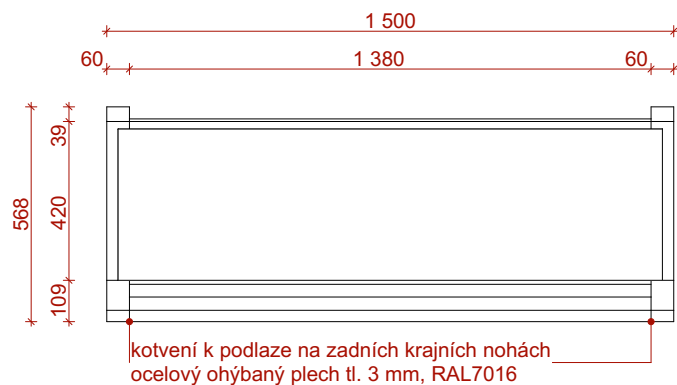 1 500
60 1 380 60
39
568
420
109
kotvení k podlaze na zadních krajních nohách
ocelový ohýbaný plech tl. 3 mm, RAL7016